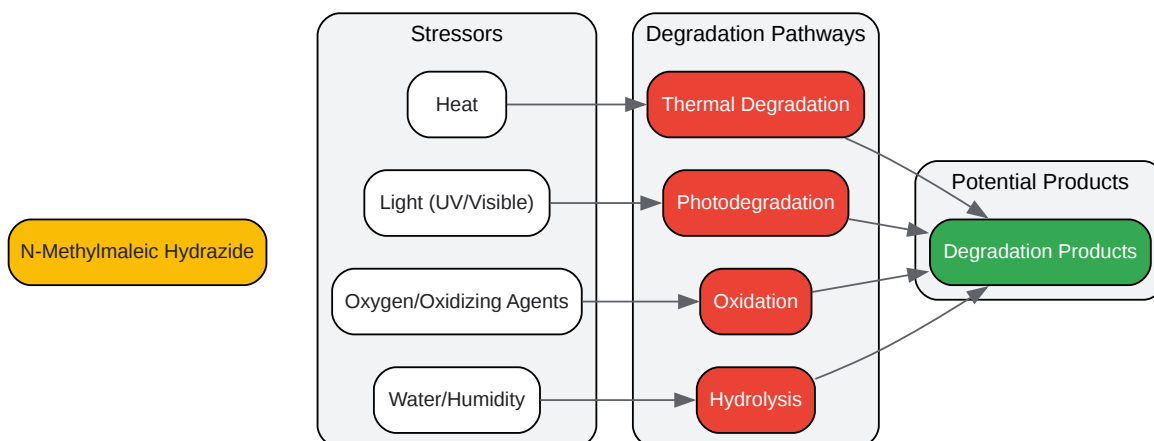 Stressors
Degradation Pathways
Heat
Thermal Degradation
Potential Products
Light (UV/Visible)
Photodegradation
N-Methylmaleic Hydrazide
Degradation Products
Oxygen/Oxidizing Agents
Oxidation
Water/Humidity
Hydrolysis